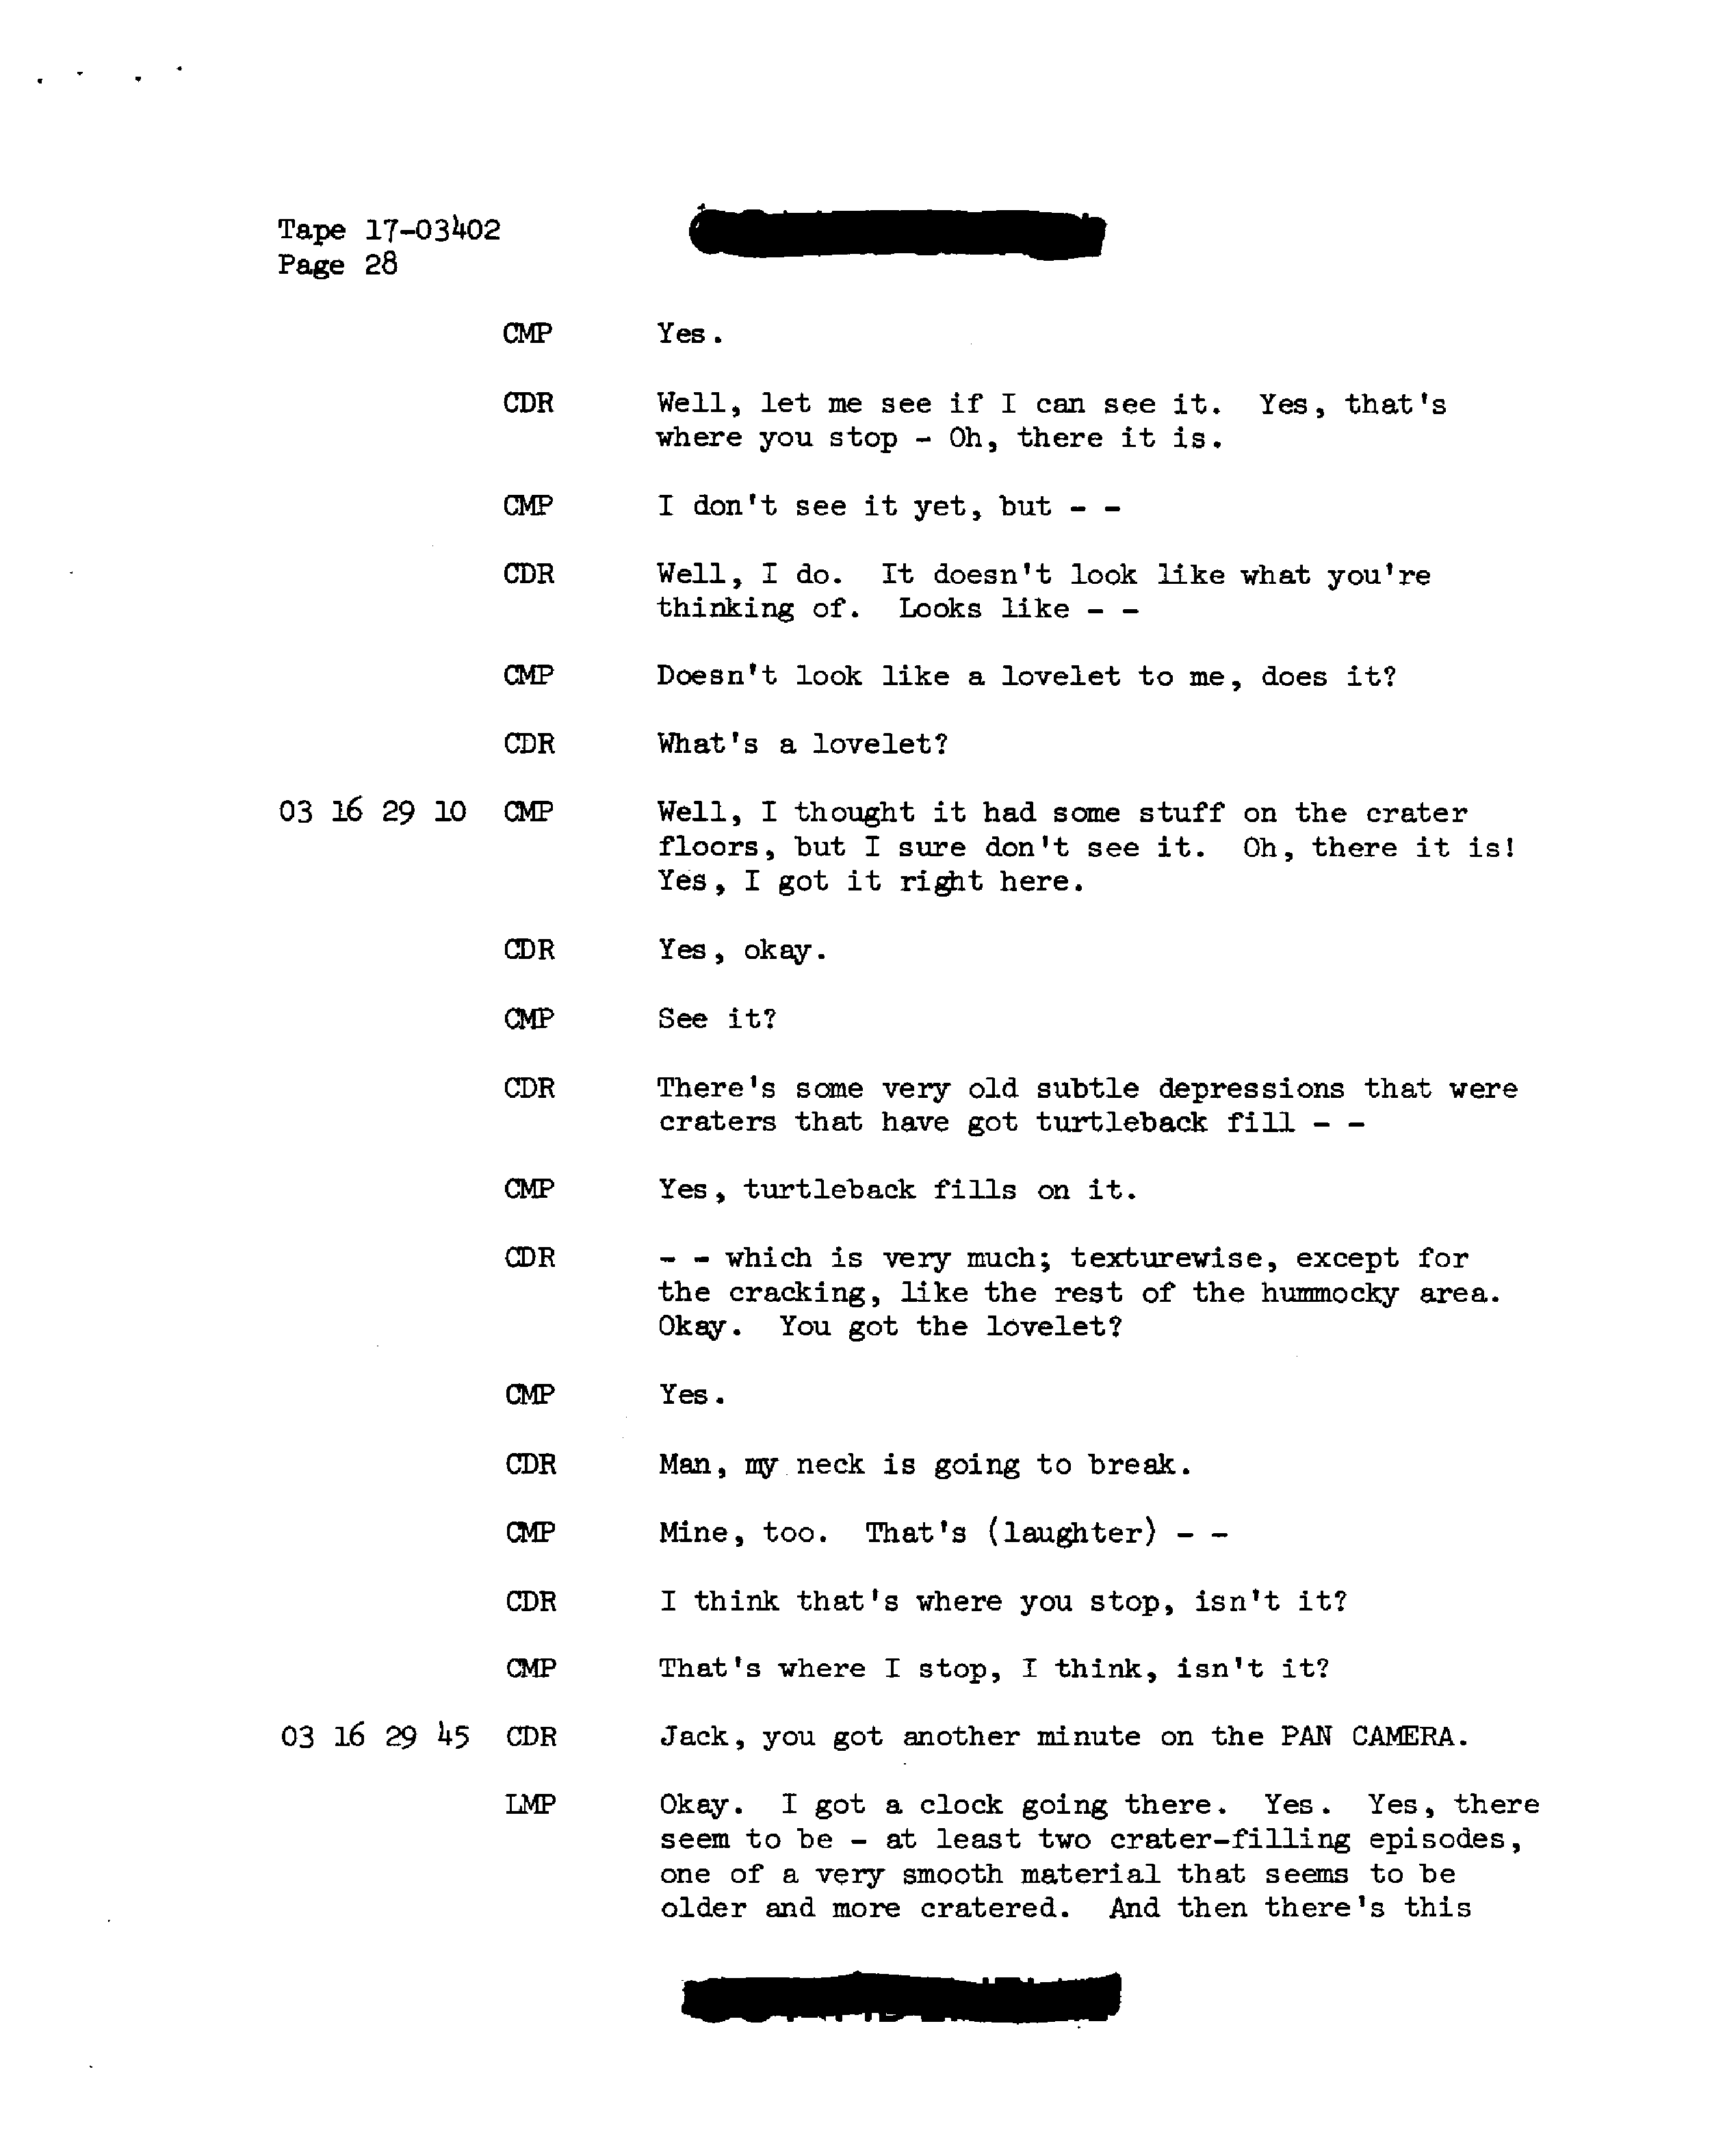 Tape 17-03402
Page 28
CMP Yes.
CDR Well, let me see if I can see it. Yes, that's
where you stop - Oh, there it is.
CMP I don't see it yet, but - -
CDR Well, I do. It doesn't look like what you're
thinking of. Looks like - -
CMP Doesn't look like a lovelet to me, does it?
CDR What's a lovelet?
03 16 29 10 CMP Well, I thought it had some stuff on the crater
floors, but I sure don't see it. Oh, there it is!
Yes, I got it right here.
CDR Yes, okay.
CMP See it?
CDR There's some very old subtle depressions that were
craters that have got turtleback fill - -
CMP Yes, turtleback fills on it.
CDR - - which is very much; texturewise, except for
the cracking, like the rest of the hummocky area.
Okay. You got the lovelet?
CMP Yes.
CDR Man, my neck is going to break.
CMP Mine, too. That's (laughter) - -
CDR I think that's where you stop, isn't it?
CMP That's where I stop, I think, isn't it?
03 16 29 45 CDR Jack, you got another minute on the PAN CAMERA.
LMP Okay. I got a clock going there. Yes. Yes, there
seem to be - at least two crater-filling episodes,
one of a very smooth material that seems to be
older and more cratered. And then there's this